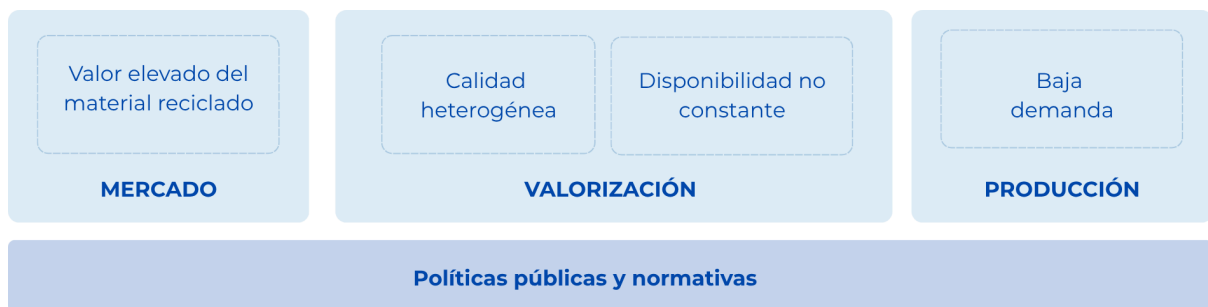 Valor elevado del
material reciclado
MERCADO
Calidad
heterogénea
Disponibilidad no
constante
VALORIZACIÓN
Baja
demanda
PRODUCCIÓN
Políticas públicas y normativas